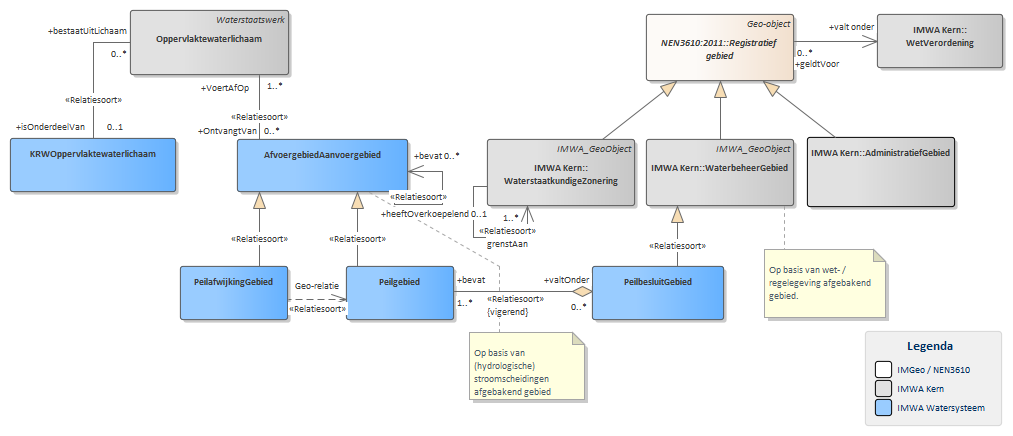 Waterstaatswerk
Oppervlaktewaterlichaam
+bestaatUitLichaam
0..*
«Relatiesoort»
+isOnderdeelVan
0..1
KRWOppervlaktewaterlichaam
+VoertAfOp
1..*
«Relatiesoort»
+OntvangtVan
0..*
AfvoergebiedAanvoergebied
+bevat 0..*
«Relatiesoort»
+heeftOverkoepelend 0..1
Geo-object
NEN3610:2011::Registratief
gebied
+valt onder
0..*
+geldtVoor
IMWA Kern::
WetVerordening
IMWA_GeoObject
IMWA Kern::
WaterstaatkundigeZonering
1..*
«Relatiesoort»
grenstAan
IMWA_GeoObject
IMWA Kern::WaterbeheerGebied
IMWA Kern::AdministratiefGebied
«Relatiesoort»
«Relatiesoort»
«Relatiesoort»
PeilafwijkingGebied
Geo-relatie
«Relatiesoort»
Peilgebied
+bevat
1..*
«Relatiesoort»
{vigerend}
+valtOnder
0..*
PeilbesluitGebied
Op basis van wet- /
regelegeving afgebakend
gebied.
Op basis van
(hydrologische)
stroomscheidingen
afgebakend gebied
Legenda
IMGeo / NEN3610
IMWA Kern
IMWA Watersysteem